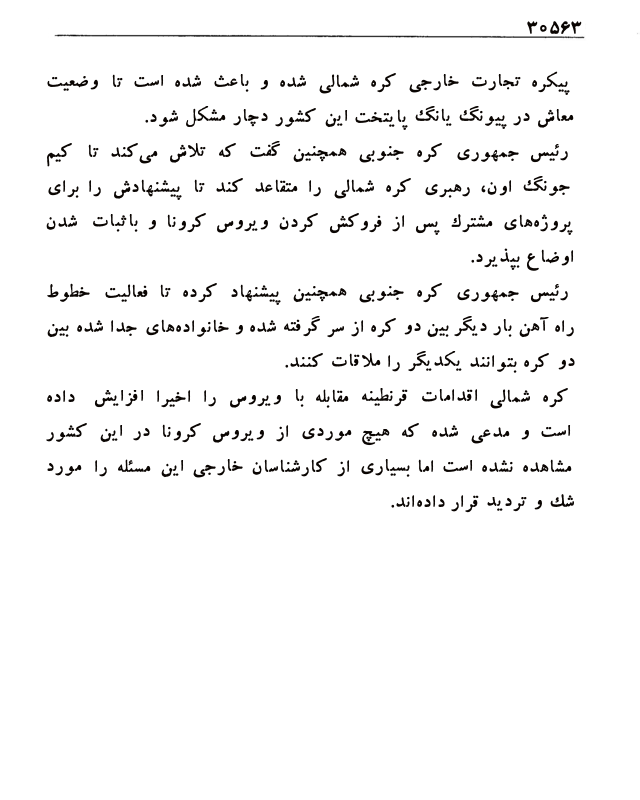 ۳۰۵۶۳
پیکره تجارت خارجی کره شمالی شده و باعث شده است تا وضعیت
معاش در پیونگ یانگ پایتخت این کشور دچار مشکل شود.
رئیس جمهوری کره جنوبی همچنین گفت که تلاش می‌کند تا کیم
جونگ اون، رهبری کره شمالی را متقاعد کند تا پیشنهادش را برای
پروژه‌های مشترك پس از فروکش کردن ویروس کرونا و باثبات شدن
اوضاع بپذیرد.
رئیس جمهوری کره جنوبی همچنین پیشنهاد کرده تا فعالیت خطوط
راه آهن بار دیگر بین دو کره از سر گرفته شده و خانواده‌های جدا شده بین
دو کره بتوانند یکدیگر را ملاقات کنند.
کره شمالی اقدامات قرنطینه مقابله با ویروس را اخیرا افزایش داده
است و مدعی شده که هیچ موردی از ویروس کرونا در این کشور
مشاهده نشده است اما بسیاری از کارشناسان خارجی این مسئله را مورد
شك و تردید قرار داده‌اند.